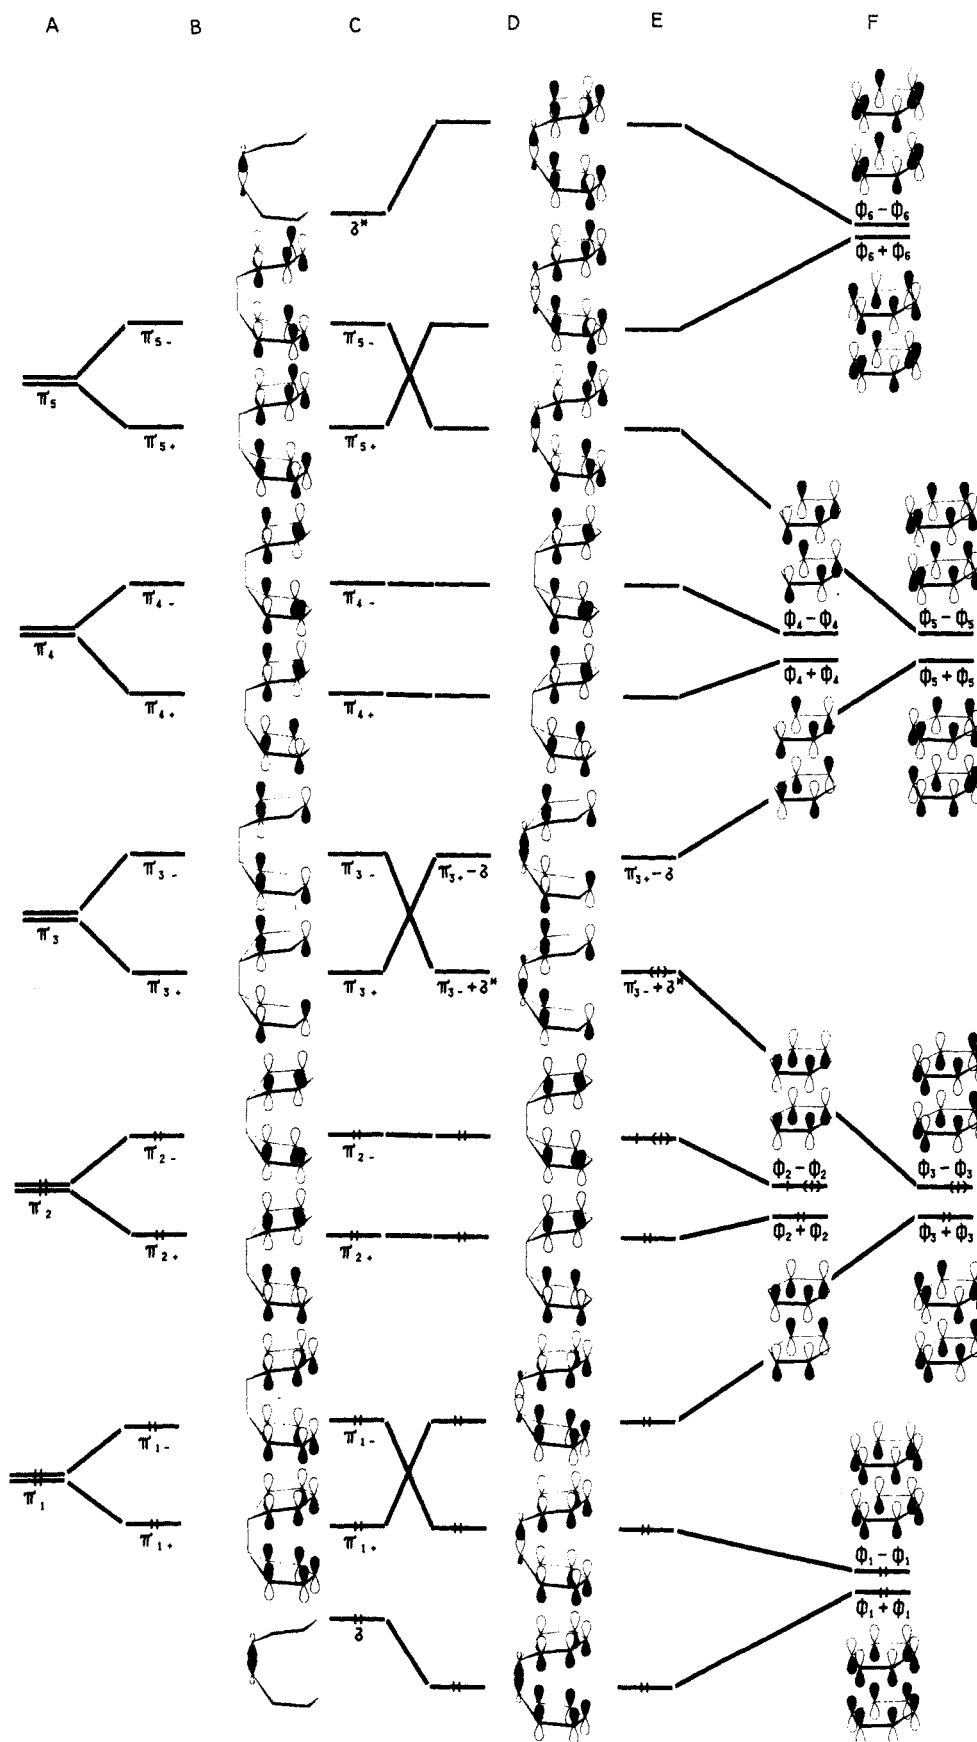 A B C D E F
Φ₆ - Φ₆
δ*
Φ₆ + Φ₆
π₅₋ π₅₋
π₅
π₅₊ π₅₊
π₄₋ π₄₋
Φ₄ - Φ₄ Φ₅ - Φ₅
π₄
Φ₄ + Φ₄ Φ₅ + Φ₅
π₄₊ π₄₊
π₃₋ π₃₋ π₃₊-δ π₃₊-δ
π₃
π₃₊ π₃₊ π₃₋+δ* π₃₋+δ*
π₂₋ π₂₋
Φ₂ - Φ₂ Φ₃ - Φ₃
π₂
Φ₂ + Φ₂ Φ₃ + Φ₃
π₂₊ π₂₊
π₁₋ π₁₋
π₁
π₁₊ π₁₊
Φ₁ - Φ₁
Φ₁ + Φ₁
δ